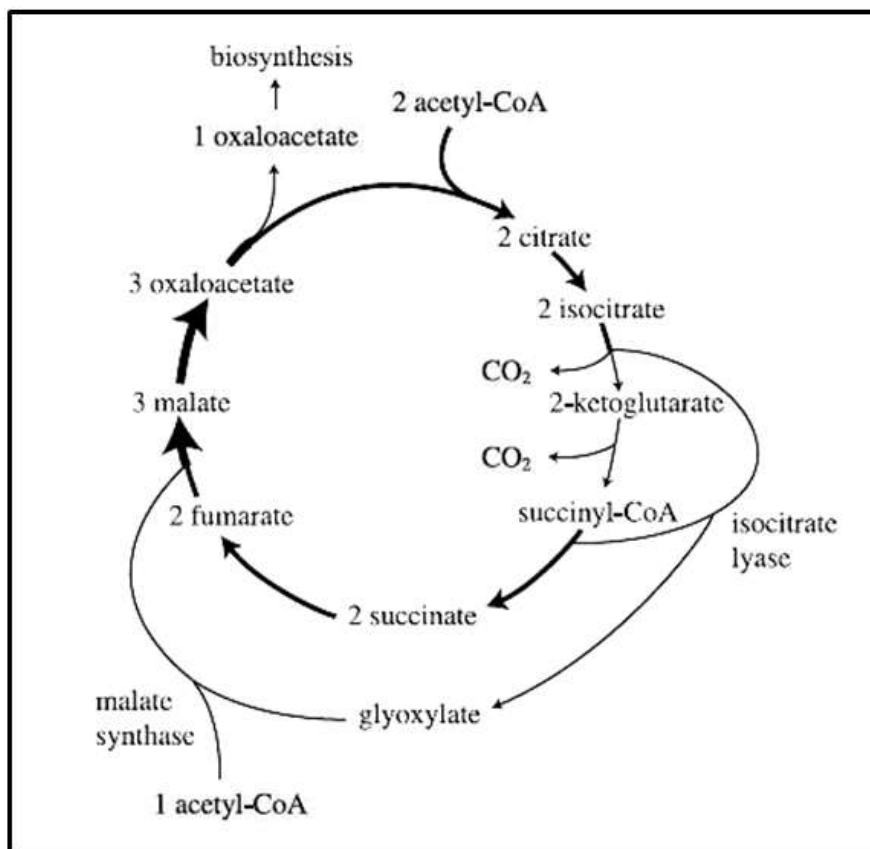 biosynthesis
2 acetyl-CoA
1 oxaloacetate
2 citrate
3 oxaloacetate
2 isocitrate
CO₂
3 malate
2-ketoglutarate
CO₂
2 fumarate
succinyl-CoA
isocitrate
lyase
2 succinate
malate
synthase
glyoxylate
1 acetyl-CoA